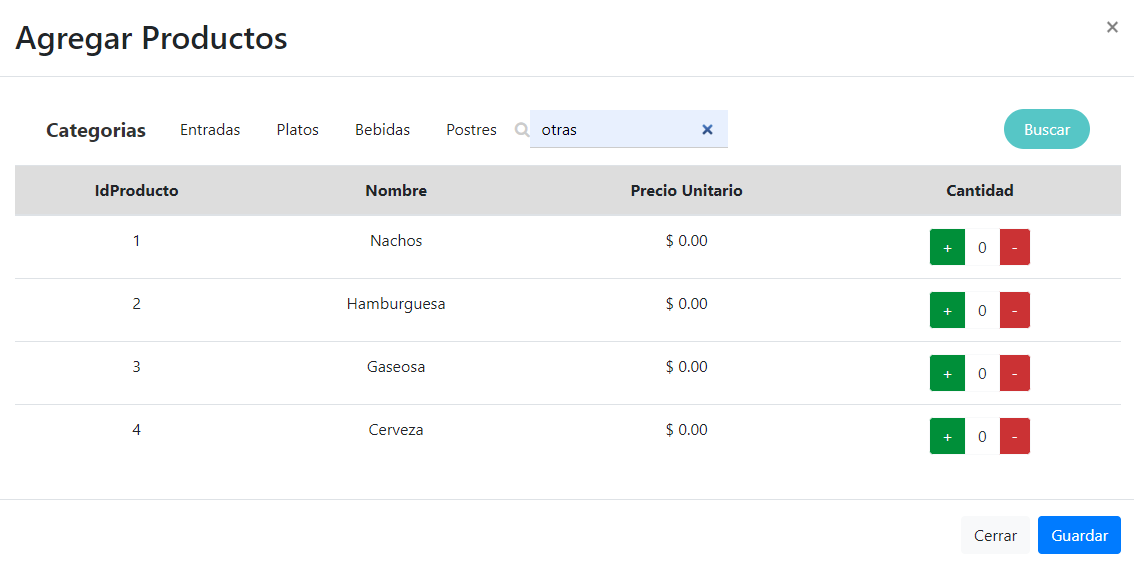 Agregar Productos ×
Categorias Entradas Platos Bebidas Postres otras × Buscar
IdProducto Nombre Precio Unitario Cantidad
1 Nachos $ 0.00 + 0 -
2 Hamburguesa $ 0.00 + 0 -
3 Gaseosa $ 0.00 + 0 -
4 Cerveza $ 0.00 + 0 -
Cerrar Guardar